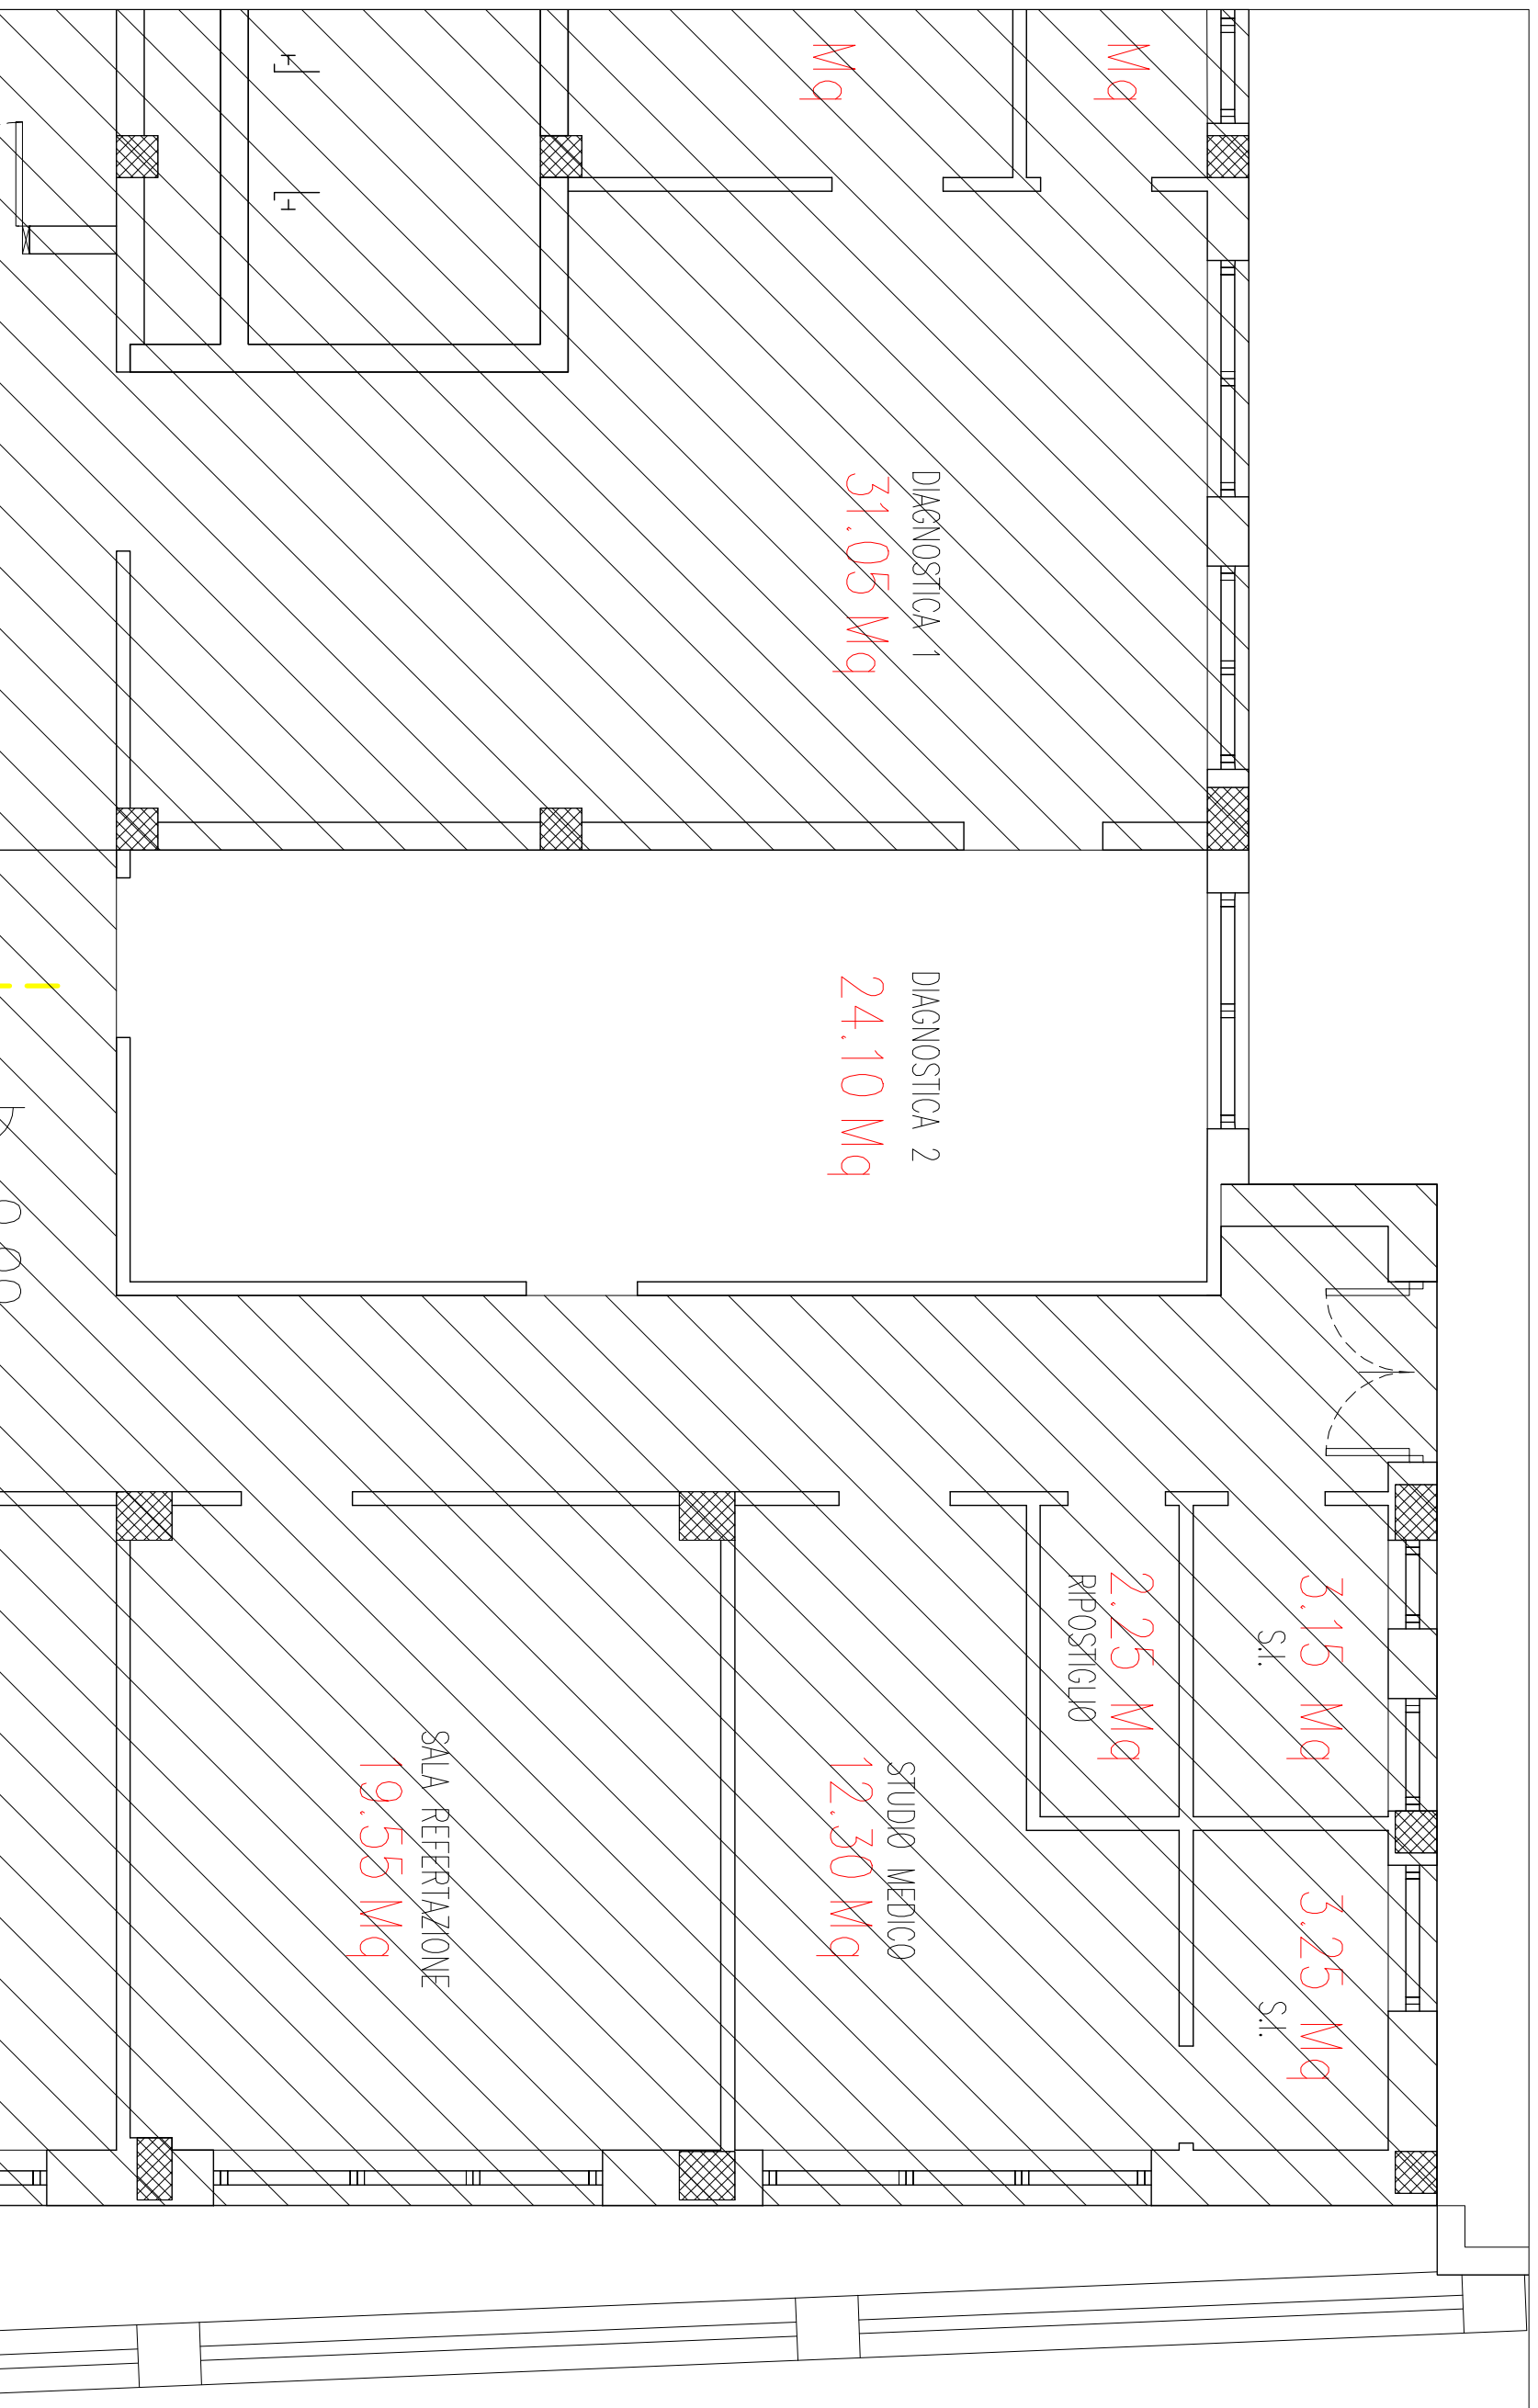 Mq
Mq
DIAGNOSTICA 1
31.05 Mq
DIAGNOSTICA 2
24.10 Mq
3.15 Mq
S.I.
2.25 Mq
RIPOSTIGLIO
3.25 Mq
S.I.
STUDIO MEDICO
12.30 Mq
SALA REFERTAZIONE
19.55 Mq